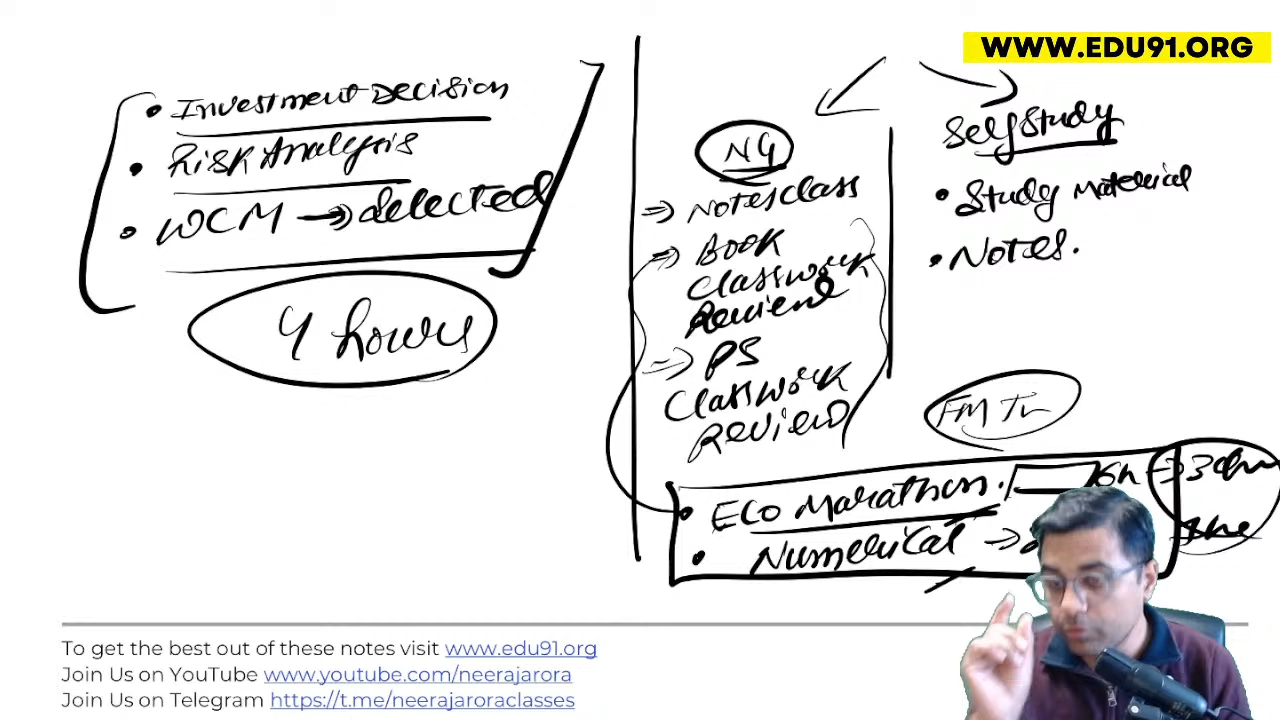 WWW.EDU91.ORG
• Investment Decision
• Risk Analysis
• WCM → delected
4 hours
NG
⇒ Notes class
⇒ Book
Classwork
Review
⇒ PS
Classwork
Review
Self Study
• Study Material
• Notes.
FM
• ECO Marathon.
• Numerical →
To get the best out of these notes visit www.edu91.org
Join Us on YouTube www.youtube.com/neerajarora
Join Us on Telegram https://t.me/neerajaroraclasses